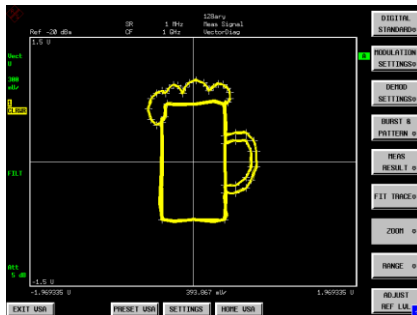 128ary
SR 1 MHz Meas Signal
Ref -20 dBm CF 1 GHz VectorDiag
1.5 U
Vect
U
300
mU/
1
CLRWR
FILT
Att
5 dB
-1.5 U
-1.969335 U 393.867 mU/ 1.969335 U
A
DIGITAL
STANDARD
MODULATION
SETTINGS
DEMOD
SETTINGS
BURST &
PATTERN
MEAS
RESULT
FIT TRACE
ZOOM
RANGE
ADJUST
REF LVL
EXIT VSA PRESET VSA SETTINGS HOME VSA